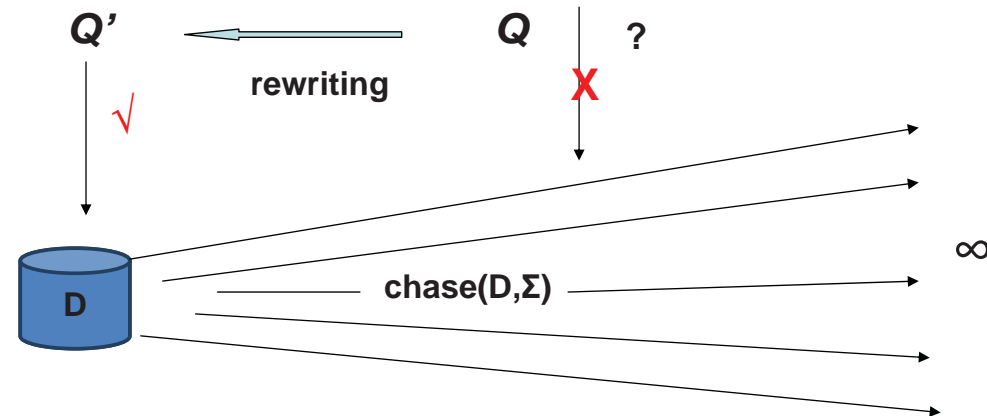 Q’ Q ?
rewriting X
√
∞
chase(D,Σ)
D